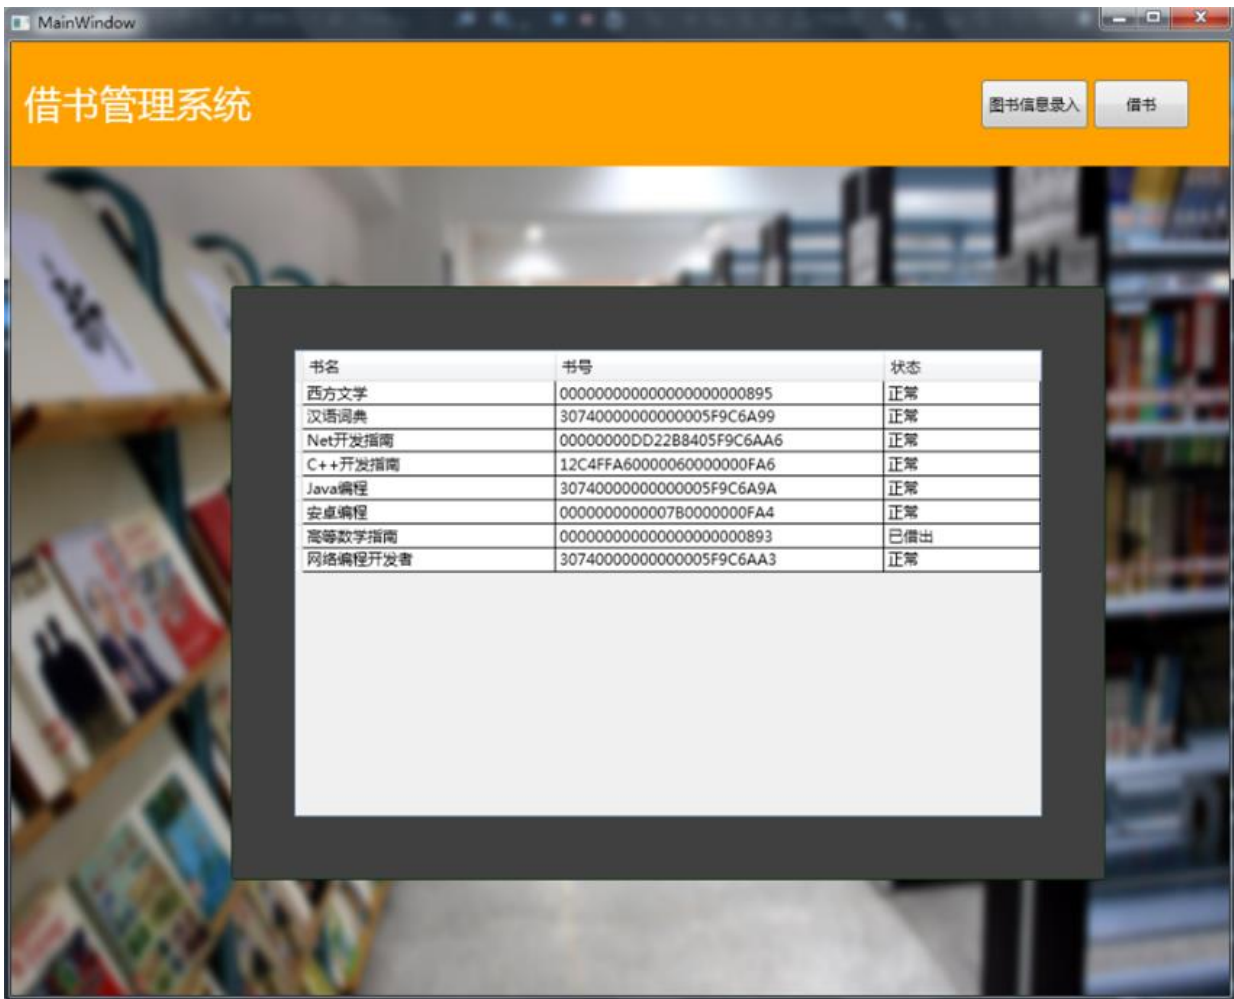 MainWindow
借书管理系统
图书信息录入 借书
书名 书号 状态
西方文学 000000000000000000000895 正常
汉语词典 30740000000000005F9C6A99 正常
Net开发指南 00000000DD22B8405F9C6AA6 正常
C++开发指南 12C4FFA60000060000000FA6 正常
Java编程 30740000000000005F9C6A9A 正常
安卓编程 0000000000007B0000000FA4 正常
高等数学指南 000000000000000000000893 已借出
网络编程开发者 30740000000000005F9C6AA3 正常